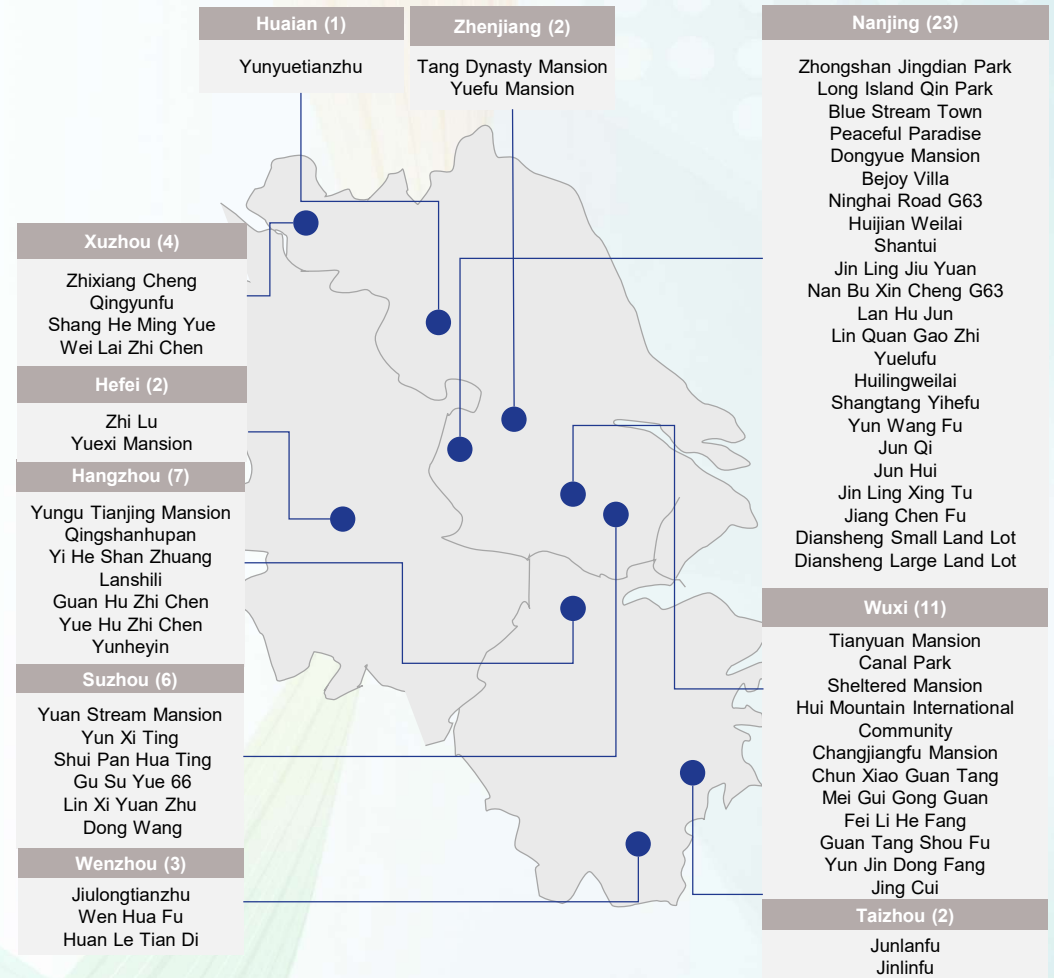 Huaian (1)
Yunyuetianzhu
Zhenjiang (2)
Tang Dynasty Mansion
Yuefu Mansion
Nanjing (23)
Zhongshan Jingdian Park
Long Island Qin Park
Blue Stream Town
Peaceful Paradise
Dongyue Mansion
Bejoy Villa
Ninghai Road G63
Huijian Weilai
Shantui
Jin Ling Jiu Yuan
Nan Bu Xin Cheng G63
Lan Hu Jun
Lin Quan Gao Zhi
Yuelufu
Huilingweilai
Shangtang Yihefu
Yun Wang Fu
Jun Qi
Jun Hui
Jin Ling Xing Tu
Jiang Chen Fu
Diansheng Small Land Lot
Diansheng Large Land Lot
Xuzhou (4)
Zhixiang Cheng
Qingyunfu
Shang He Ming Yue
Wei Lai Zhi Chen
Hefei (2)
Zhi Lu
Yuexi Mansion
Hangzhou (7)
Yungu Tianjing Mansion
Qingshanhupan
Yi He Shan Zhuang
Lanshili
Guan Hu Zhi Chen
Yue Hu Zhi Chen
Yunheyin
Suzhou (6)
Yuan Stream Mansion
Yun Xi Ting
Shui Pan Hua Ting
Gu Su Yue 66
Lin Xi Yuan Zhu
Dong Wang
Wenzhou (3)
Jiulongtianzhu
Wen Hua Fu
Huan Le Tian Di
Wuxi (11)
Tianyuan Mansion
Canal Park
Sheltered Mansion
Hui Mountain International
Community
Changjiangfu Mansion
Chun Xiao Guan Tang
Mei Gui Gong Guan
Fei Li He Fang
Guan Tang Shou Fu
Yun Jin Dong Fang
Jing Cui
Taizhou (2)
Junlanfu
Jinlinfu